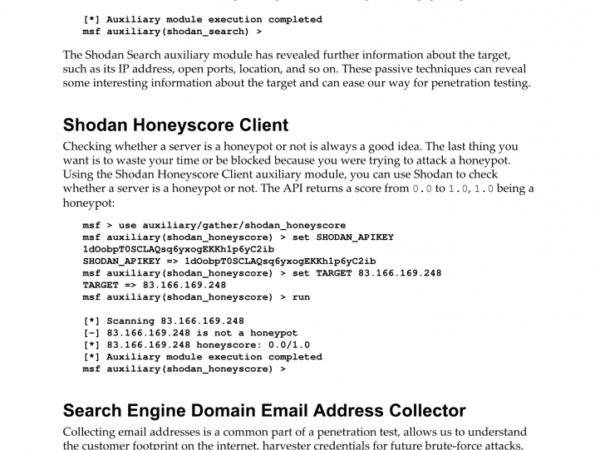 [*] Auxiliary module execution completed
msf auxiliary(shodan_search) >
The Shodan Search auxiliary module has revealed further information about the target,
such as its IP address, open ports, location, and so on. These passive techniques can reveal
some interesting information about the target and can ease our way for penetration testing.
Shodan Honeyscore Client
Checking whether a server is a honeypot or not is always a good idea. The last thing you
want is to waste your time or be blocked because you were trying to attack a honeypot.
Using the Shodan Honeyscore Client auxiliary module, you can use Shodan to check
whether a server is a honeypot or not. The API returns a score from 0.0 to 1.0, 1.0 being a
honeypot:
msf > use auxiliary/gather/shodan_honeyscore
msf auxiliary(shodan_honeyscore) > set SHODAN_APIKEY
1dOobpT0SCLAQsq6yxogEKKh1p6yC2ib
SHODAN_APIKEY => 1dOobpT0SCLAQsq6yxogEKKh1p6yC2ib
msf auxiliary(shodan_honeyscore) > set TARGET 83.166.169.248
TARGET => 83.166.169.248
msf auxiliary(shodan_honeyscore) > run
[*] Scanning 83.166.169.248
[-] 83.166.169.248 is not a honeypot
[*] 83.166.169.248 honeyscore: 0.0/1.0
[*] Auxiliary module execution completed
msf auxiliary(shodan_honeyscore) >
Search Engine Domain Email Address Collector
Collecting email addresses is a common part of a penetration test, allows us to understand
the customer footprint on the internet, harvester credentials for future brute-force attacks,